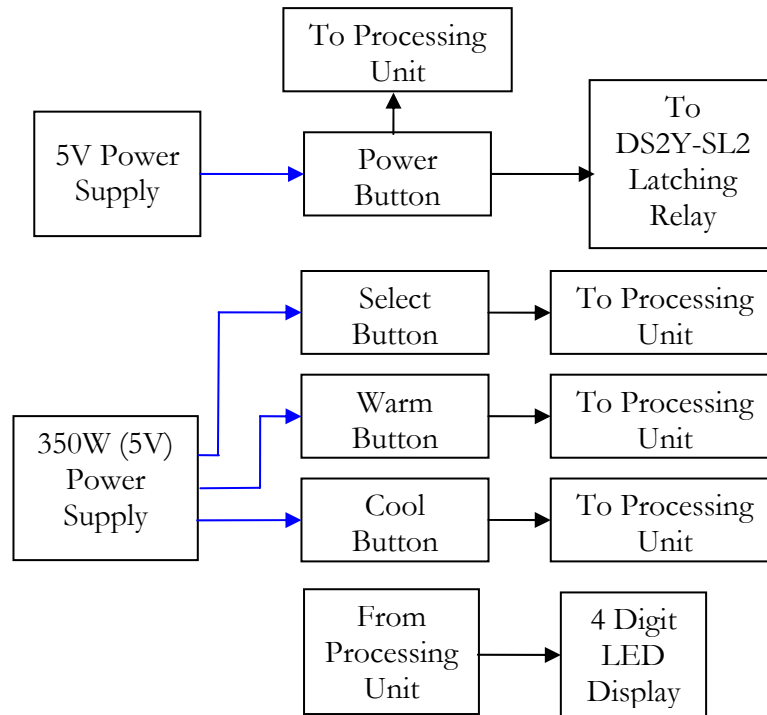 To Processing
Unit
5V Power
Supply
Power
Button
To
DS2Y-SL2
Latching
Relay
Select
Button
To Processing
Unit
350W (5V)
Power
Supply
Warm
Button
To Processing
Unit
Cool
Button
To Processing
Unit
From
Processing
Unit
4 Digit
LED
Display